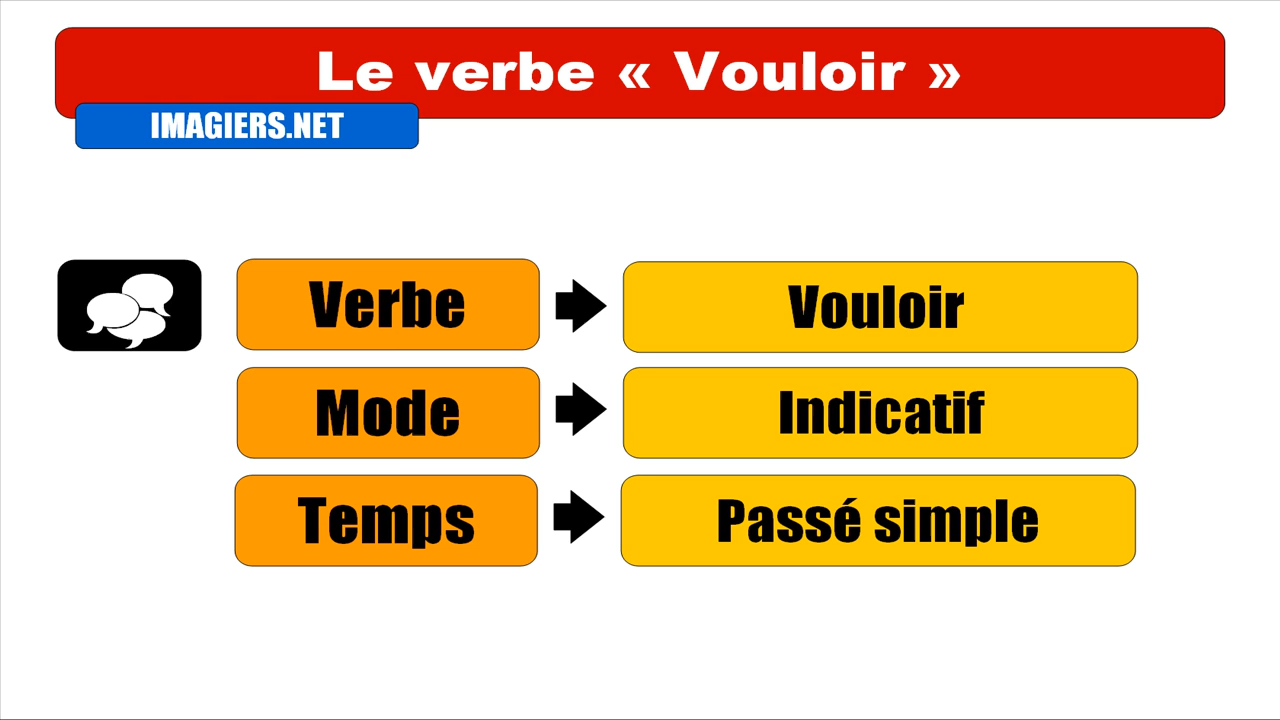 Le verbe « Vouloir »
IMAGIERS.NET
Verbe
Vouloir
Mode
Indicatif
Temps
Passé simple